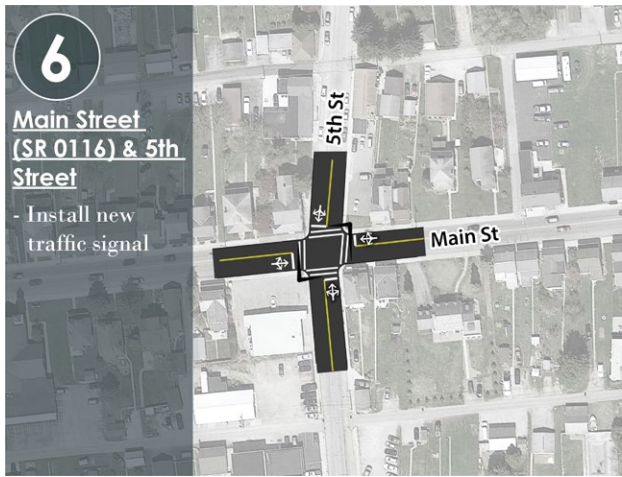 6
Main Street
(SR 0116) & 5th
Street
- Install new
traffic signal
5th St
Main St